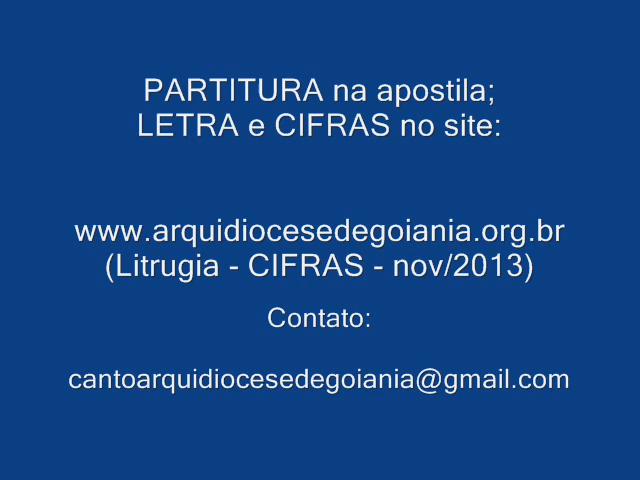 PARTITURA na apostila;
LETRA e CIFRAS no site:
www.arquidiocesedegoiania.org.br
(Litrugia - CIFRAS - nov/2013)
Contato:
cantoarquidiocesedegoiania@gmail.com